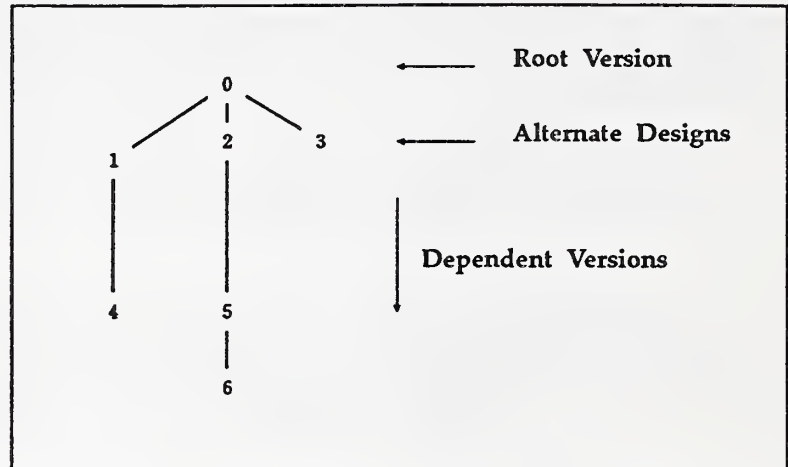 Root Version
0
Alternate Designs
1 2 3
Dependent Versions
4 5
6